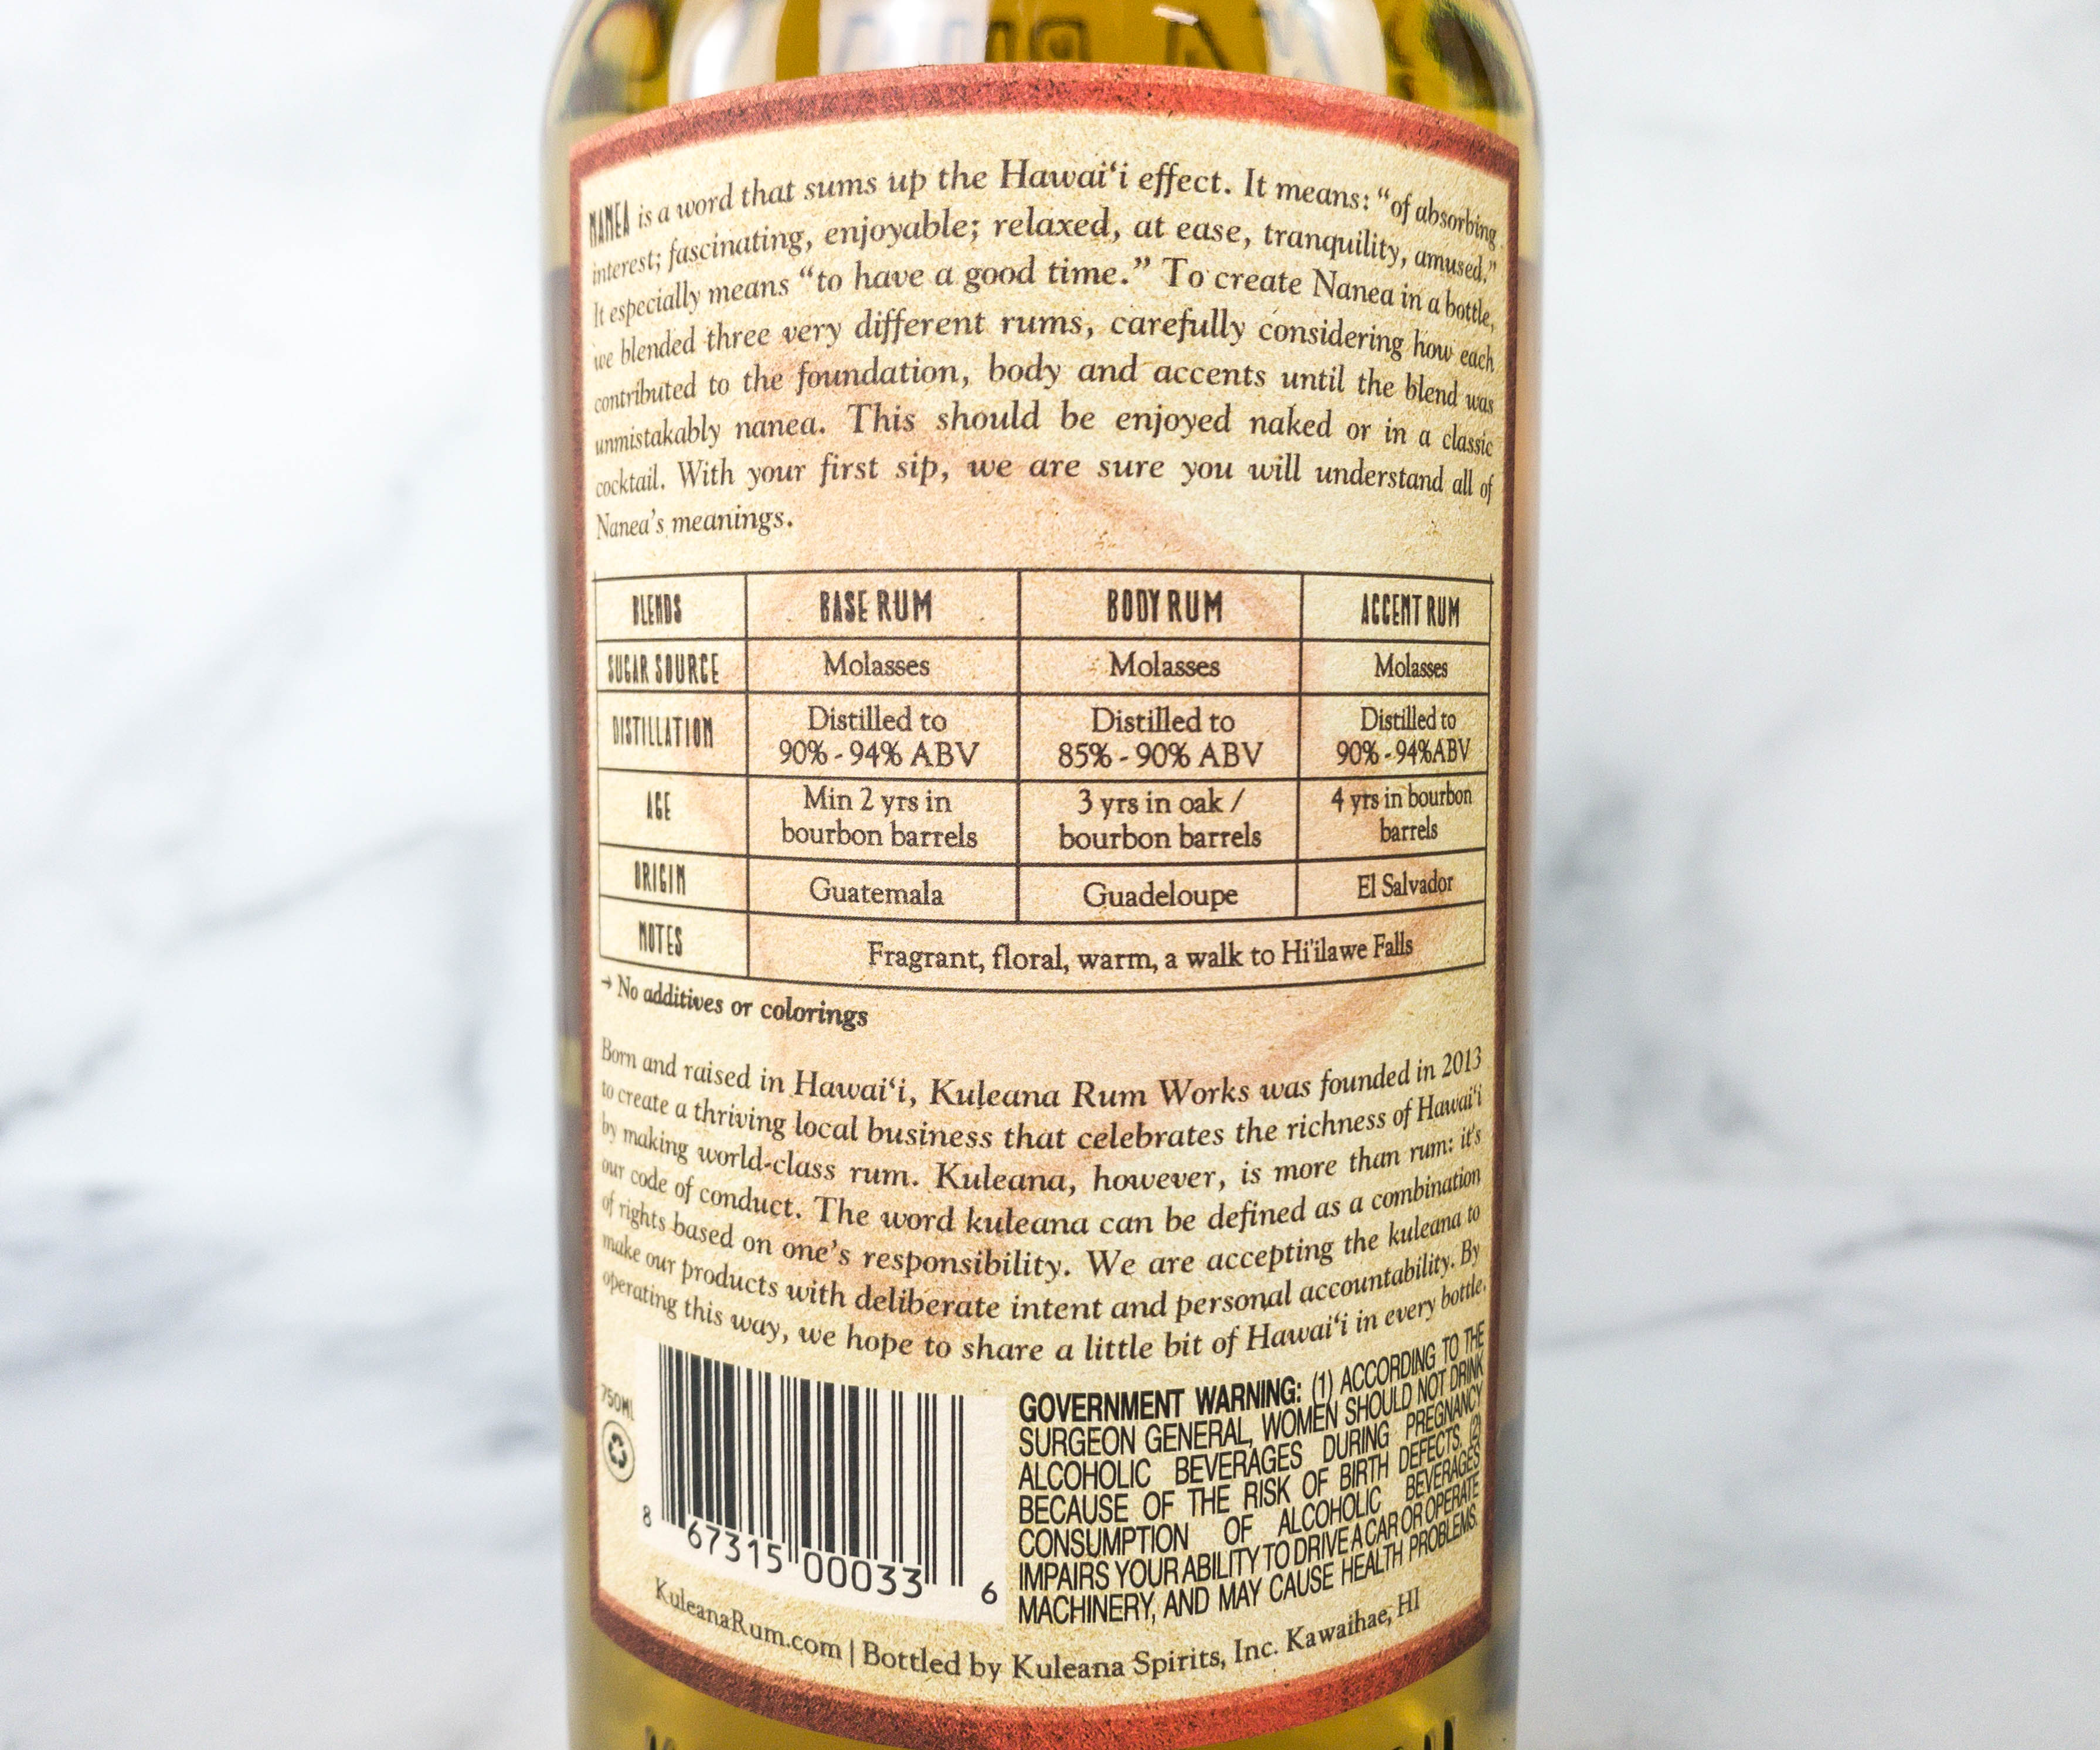 NANEA is a word that sums up the Hawai‘i effect. It means: “of absorbing
interest; fascinating, enjoyable; relaxed, at ease, tranquility, amused.”
It especially means “to have a good time.” To create Nanea in a bottle,
we blended three very different rums, carefully considering how each
contributed to the foundation, body and accents until the blend was
unmistakably nanea. This should be enjoyed naked or in a classic
cocktail. With your first sip, we are sure you will understand all of
Nanea’s meanings.
BLENDS BASE RUM BODY RUM ACCENT RUM
SUGAR SOURCE Molasses Molasses Molasses
DISTILLATION Distilled to 90% - 94% ABV Distilled to 85% - 90% ABV Distilled to 90% - 94% ABV
AGE Min 2 yrs in bourbon barrels 3 yrs in oak / bourbon barrels 4 yrs in bourbon barrels
ORIGIN Guatemala Guadeloupe El Salvador
NOTES Fragrant, floral, warm, a walk to Hi'ilawe Falls
→ No additives or colorings
Born and raised in Hawai‘i, Kuleana Rum Works was founded in 2013
to create a thriving local business that celebrates the richness of Hawai‘i
by making world-class rum. Kuleana, however, is more than rum: it's
our code of conduct. The word kuleana can be defined as a combination
of rights based on one’s responsibility. We are accepting the kuleana to
make our products with deliberate intent and personal accountability. By
operating this way, we hope to share a little bit of Hawai‘i in every bottle.
750ML
8 67315 00033 6
GOVERNMENT WARNING: (1) ACCORDING TO THE
SURGEON GENERAL, WOMEN SHOULD NOT DRINK
ALCOHOLIC BEVERAGES DURING PREGNANCY
BECAUSE OF THE RISK OF BIRTH DEFECTS. (2)
CONSUMPTION OF ALCOHOLIC BEVERAGES
IMPAIRS YOUR ABILITY TO DRIVE A CAR OR OPERATE
MACHINERY, AND MAY CAUSE HEALTH PROBLEMS.
KuleanaRum.com | Bottled by Kuleana Spirits, Inc. Kawaihae, HI